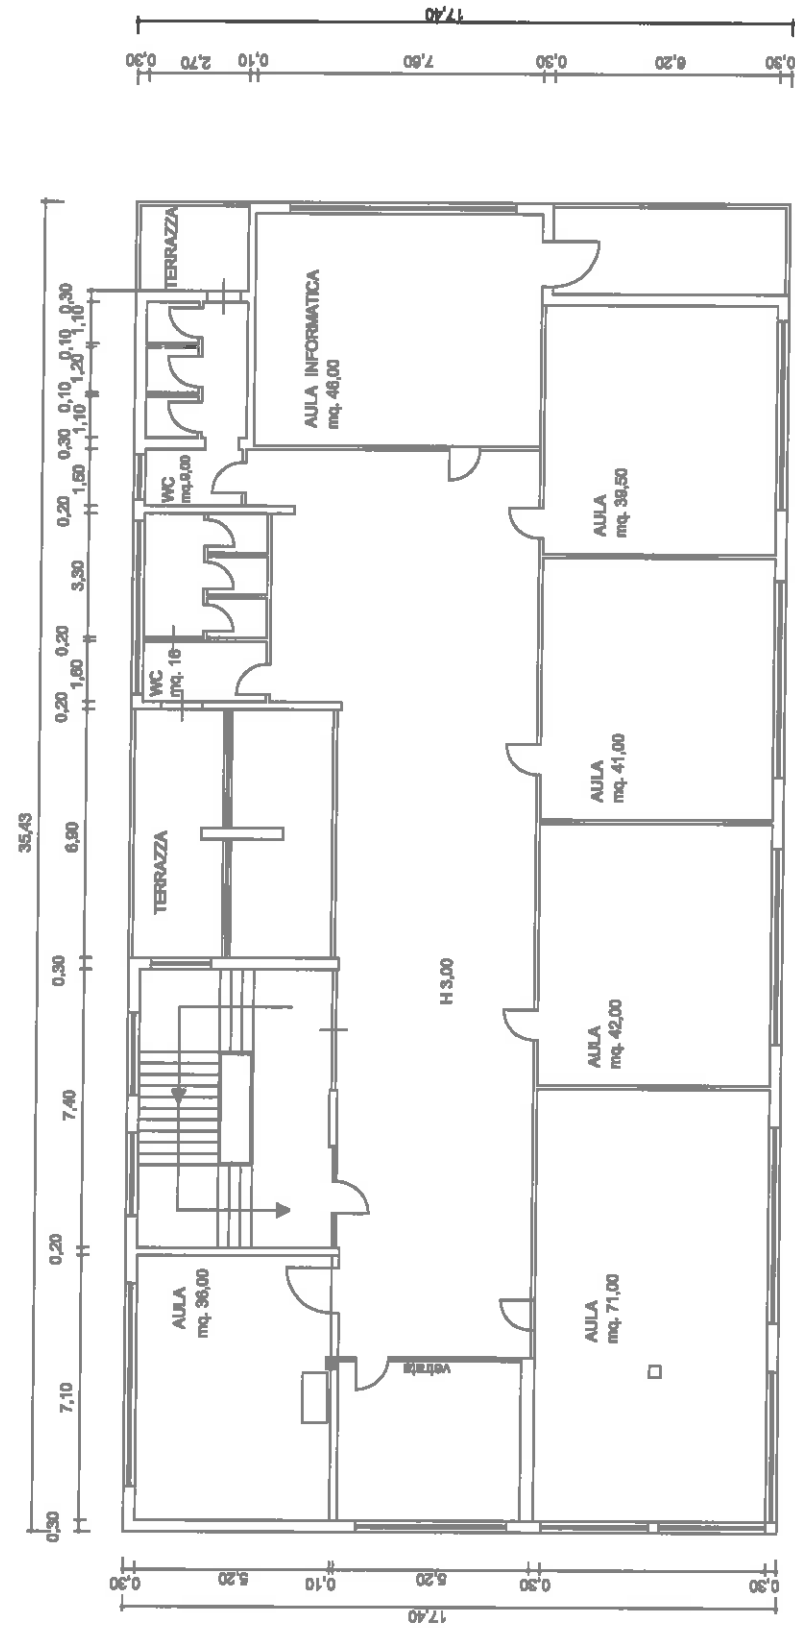 17,40
0,30
2,70
0,10
7,60
0,30
6,20
0,30
TERRAZZA
AULA INFORMATICA
mq. 46,00
WC
mq.9,00
AULA
mq. 39,50
WC
mq. 16
AULA
mq. 41,00
TERRAZZA
H 3,00
AULA
mq. 42,00
AULA
mq. 36,00
AULA
mq. 71,00
vetrata
35,43
0,30
1,10
0,10
1,20
0,10
1,10
0,30
1,50
0,20
3,30
0,20
1,60
0,20
6,90
0,30
7,40
0,20
7,10
0,30
0,30
5,20
0,10
5,20
0,30
0,30
17,40